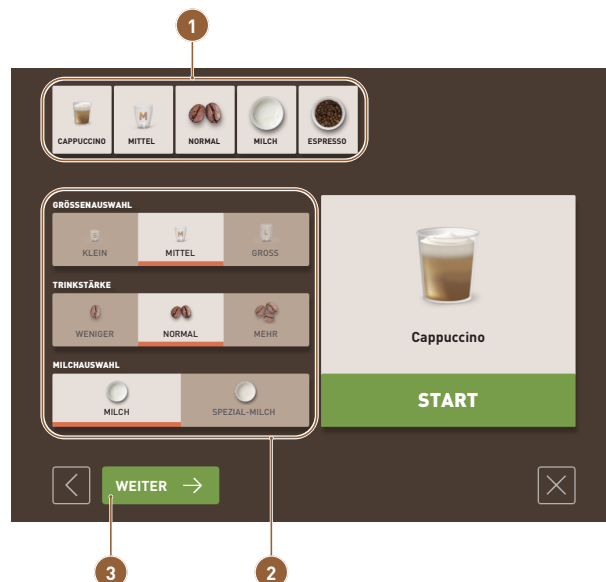 1
M
CAPPUCCINO MITTEL NORMAL MILCH ESPRESSO
GRÖSSENAUSWAHL
S M L
KLEIN MITTEL GROSS
TRINKSTÄRKE
WENIGER NORMAL MEHR
MILCHAUSWAHL
MILCH SPEZIAL-MILCH
Cappuccino
START
WEITER
3 2